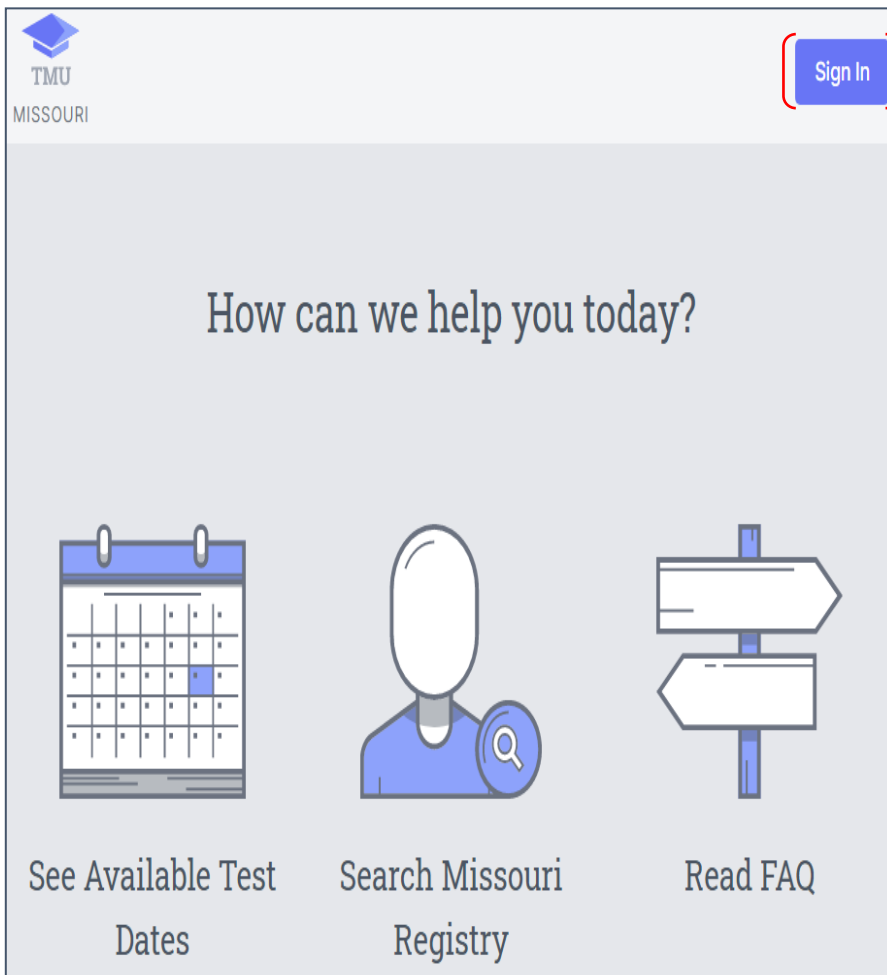 TMU
MISSOURI
Sign In
How can we help you today?
See Available Test
Dates
Search Missouri
Registry
Read FAQ